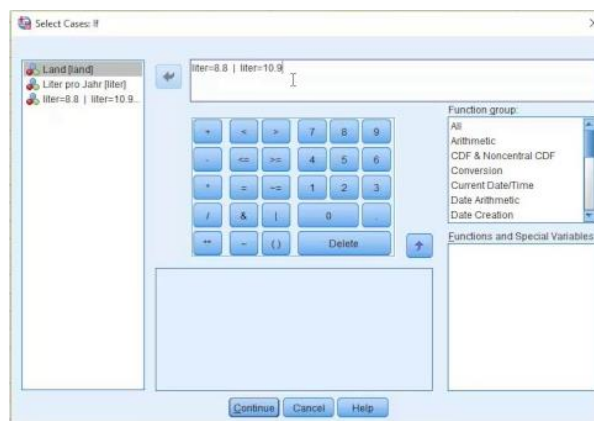 Select Cases: If
Land [land]
Liter pro Jahr [liter]
liter=8.8 | liter=10.9...
liter=8.8 | liter=10.9
+ < > 7 8 9
- <= >= 4 5 6
* = ~= 1 2 3
/ & | 0 .
** ~ ( ) Delete
Function group:
All
Arithmetic
CDF & Noncentral CDF
Conversion
Current Date/Time
Date Arithmetic
Date Creation
Functions and Special Variables
Continue Cancel Help